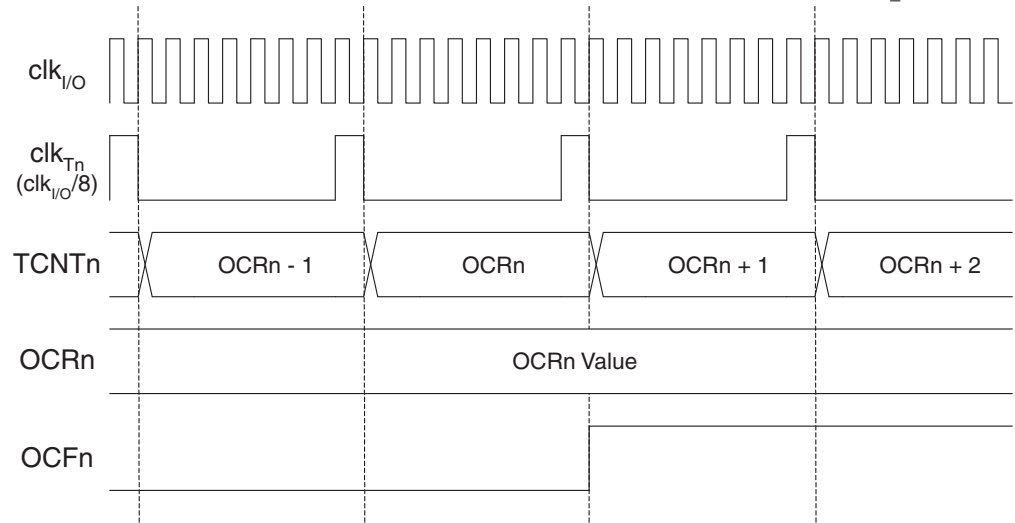 clkI/O
clkTn
(clkI/O/8)
TCNTn
OCRn - 1
OCRn
OCRn + 1
OCRn + 2
OCRn
OCRn Value
OCFn